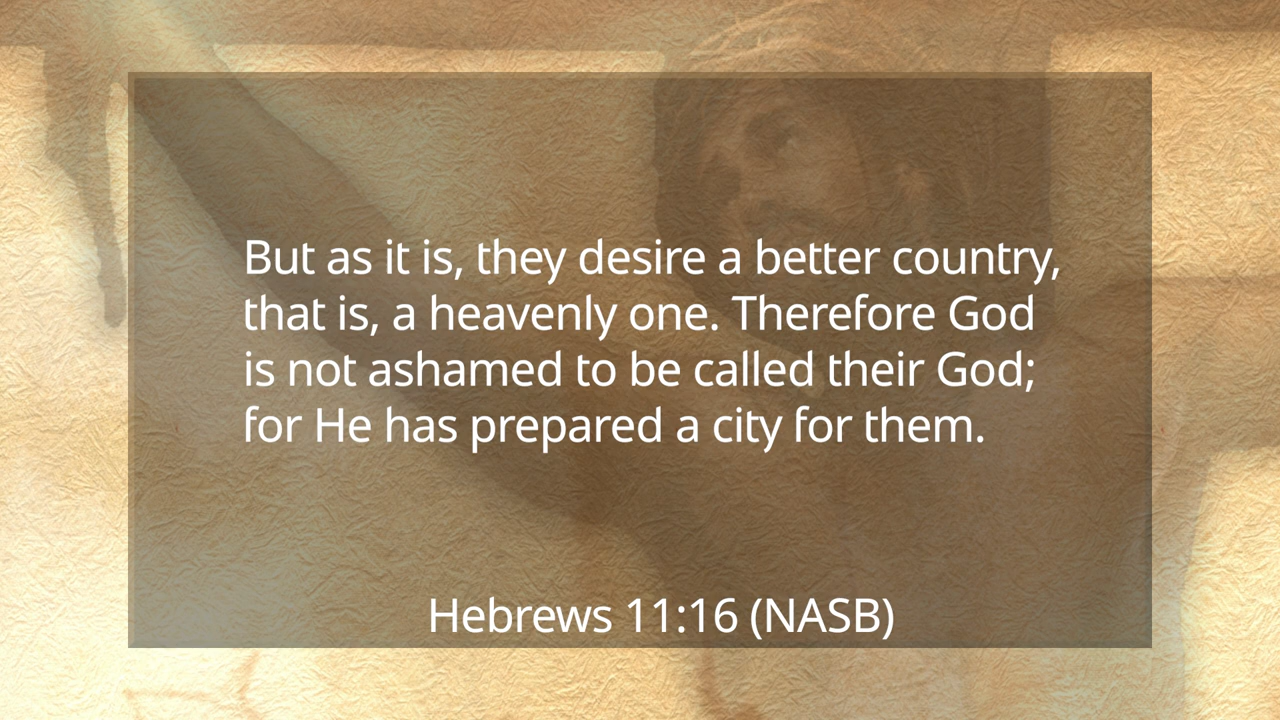 But as it is, they desire a better country,
that is, a heavenly one. Therefore God
is not ashamed to be called their God;
for He has prepared a city for them.
Hebrews 11:16 (NASB)